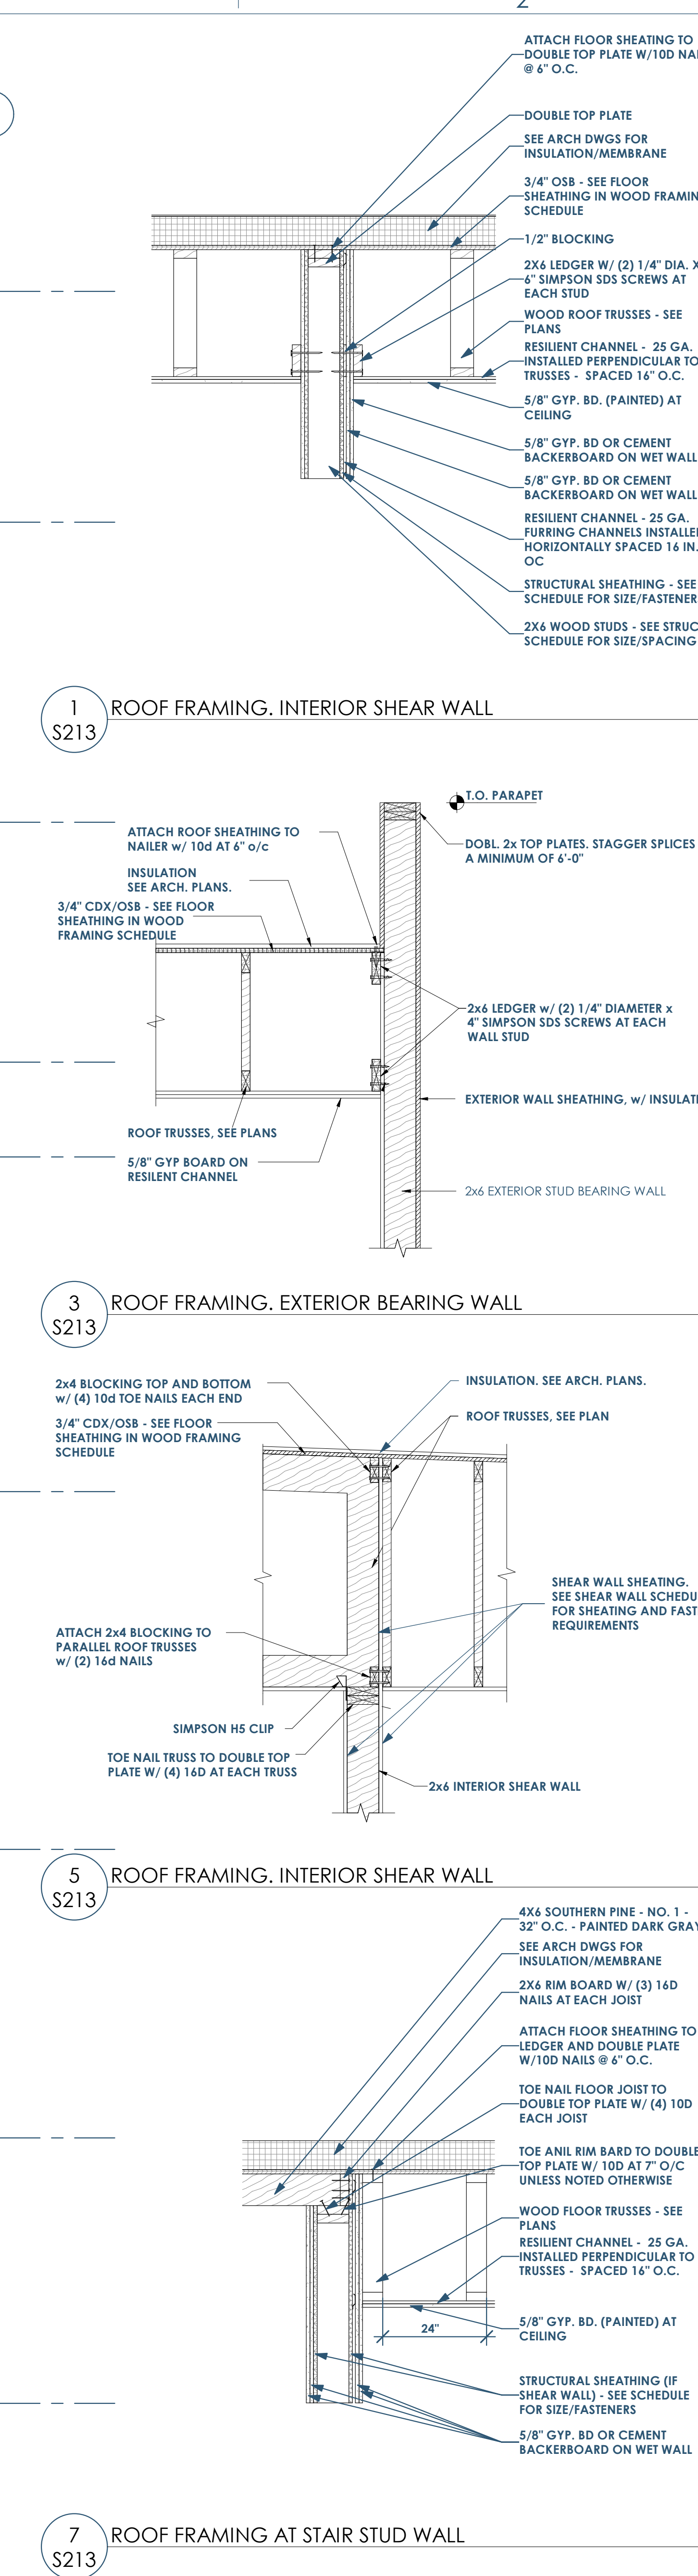 2
ATTACH FLOOR SHEATING TO
DOUBLE TOP PLATE W/10D
@ 6" O.C.
DOUBLE TOP PLATE
SEE ARCH DWGS FOR
INSULATION/MEMBRANE
3/4" OSB - SEE FLOOR
SHEATHING IN WOOD
SCHEDULE
1/2" BLOCKING
2X6 LEDGER W/ (2) 1/4" DIA. X
6" SIMPSON SDS SCREWS AT
EACH STUD
WOOD ROOF TRUSSES - SEE
PLANS
RESILIENT CHANNEL - 25 GA.
INSTALLED PERPENDICULAR TO
TRUSSES - SPACED 16" O.C.
5/8" GYP. BD. (PAINTED) AT
CEILING
5/8" GYP. BD OR CEMENT
BACKERBOARD ON WET WALL
5/8" GYP. BD OR CEMENT
BACKERBOARD ON WET WALL
RESILIENT CHANNEL - 25 GA.
FURRING CHANNELS
HORIZONTALLY SPACED 16 IN.
OC
STRUCTURAL SHEATHING - SEE
SCHEDULE FOR
2X6 WOOD STUDS - SEE
SCHEDULE FOR SIZE/SPACING
1
S213
ROOF FRAMING. INTERIOR SHEAR WALL
T.O. PARAPET
ATTACH ROOF SHEATHING TO
NAILER w/ 10d AT 6" o/c
DOBL. 2x TOP PLATES. STAGGER SPLICES
A MINIMUM OF 6'-0"
INSULATION
SEE ARCH. PLANS.
3/4" CDX/OSB - SEE FLOOR
SHEATHING IN WOOD
FRAMING SCHEDULE
2x6 LEDGER w/ (2) 1/4" DIAMETER x
4" SIMPSON SDS SCREWS AT EACH
WALL STUD
EXTERIOR WALL SHEATHING, w/
ROOF TRUSSES, SEE PLANS
5/8" GYP BOARD ON
RESILENT CHANNEL
2x6 EXTERIOR STUD BEARING WALL
3
S213
ROOF FRAMING. EXTERIOR BEARING WALL
2x4 BLOCKING TOP AND BOTTOM
w/ (4) 10d TOE NAILS EACH END
INSULATION. SEE ARCH. PLANS.
ROOF TRUSSES, SEE PLAN
3/4" CDX/OSB - SEE FLOOR
SHEATHING IN WOOD FRAMING
SCHEDULE
SHEAR WALL SHEATING.
SEE SHEAR WALL
FOR SHEATING AND
REQUIREMENTS
ATTACH 2x4 BLOCKING TO
PARALLEL ROOF TRUSSES
w/ (2) 16d NAILS
SIMPSON H5 CLIP
TOE NAIL TRUSS TO DOUBLE TOP
PLATE W/ (4) 16D AT EACH TRUSS
2x6 INTERIOR SHEAR WALL
5
S213
ROOF FRAMING. INTERIOR SHEAR WALL
4X6 SOUTHERN PINE - NO. 1 -
32" O.C. - PAINTED DARK GRAY
SEE ARCH DWGS FOR
INSULATION/MEMBRANE
2X6 RIM BOARD W/ (3) 16D
NAILS AT EACH JOIST
ATTACH FLOOR SHEATHING TO
LEDGER AND DOUBLE PLATE
W/10D NAILS @ 6" O.C.
TOE NAIL FLOOR JOIST TO
DOUBLE TOP PLATE W/ (4) 10D
EACH JOIST
TOE ANIL RIM BARD TO DOUBLE
TOP PLATE W/ 10D AT 7" O/C
UNLESS NOTED OTHERWISE
WOOD FLOOR TRUSSES - SEE
PLANS
RESILIENT CHANNEL - 25 GA.
INSTALLED PERPENDICULAR TO
TRUSSES - SPACED 16" O.C.
5/8" GYP. BD. (PAINTED) AT
CEILING
24"
STRUCTURAL SHEATHING (IF
SHEAR WALL) - SEE SCHEDULE
FOR SIZE/FASTENERS
5/8" GYP. BD OR CEMENT
BACKERBOARD ON WET WALL
7
S213
ROOF FRAMING AT STAIR STUD WALL